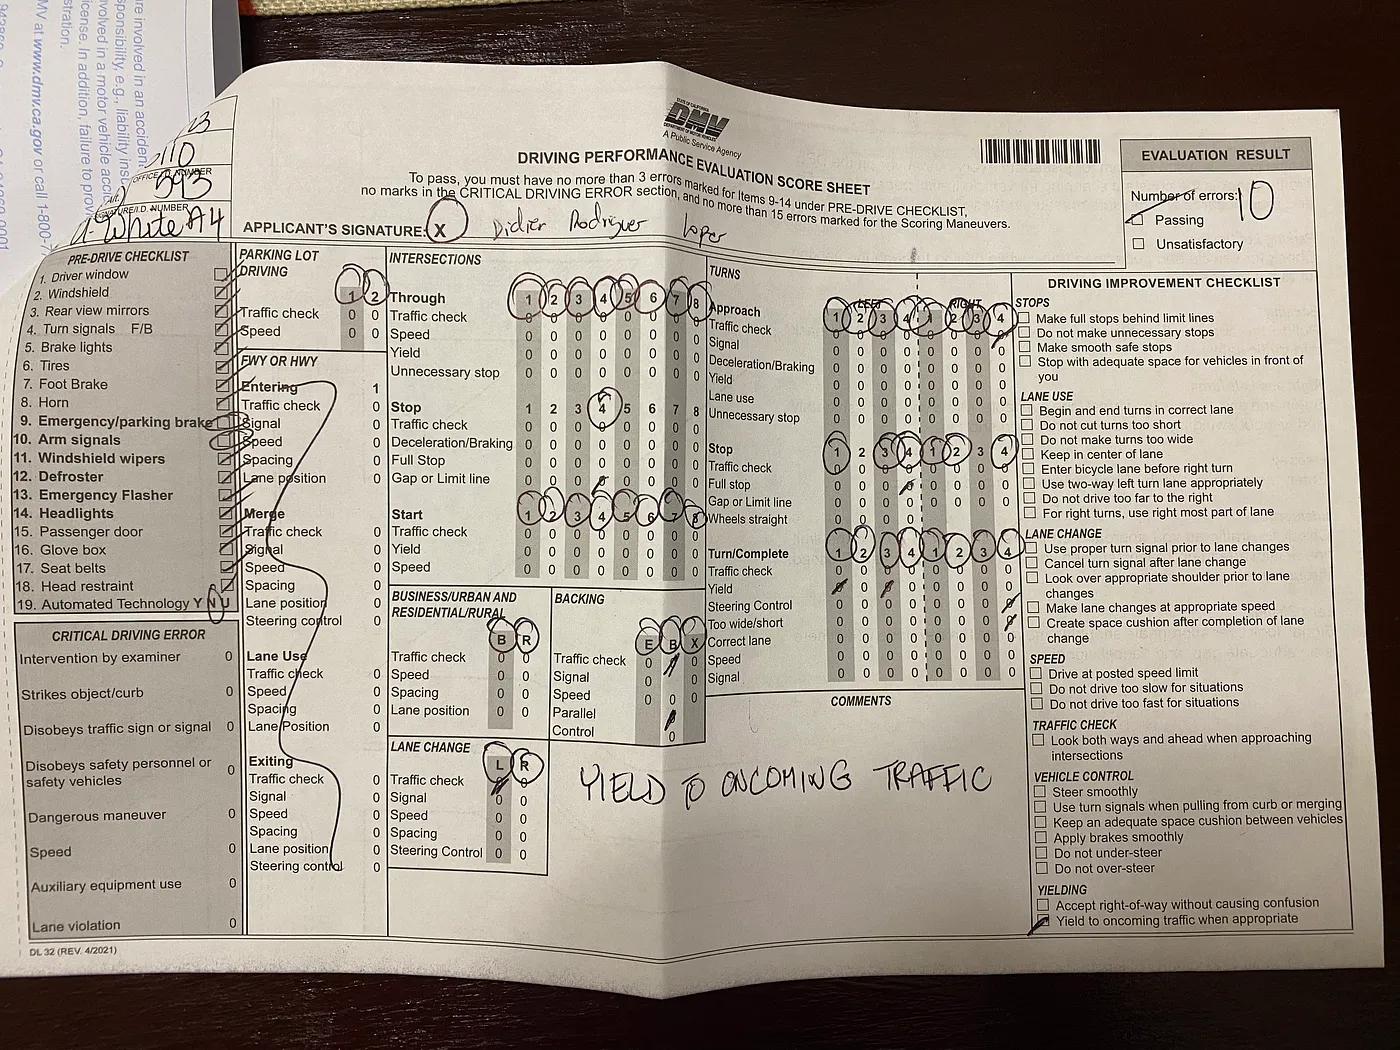 are involved in an accident
sponsibility, e.g., liability ins
nvolved in a motor vehicle acci
icense. In addition, failure to prov
stration.
MV at www.dmv.ca.gov or call 1-800-7
23
OFFICE NUMBER
593
SIGNATURE/I.D. NUMBER
White A4
STATE OF CALIFORNIA
DMV
DEPARTMENT OF MOTOR VEHICLES
A Public Service Agency
DRIVING PERFORMANCE EVALUATION SCORE SHEET
To pass, you must have no more than 3 errors marked for Items 9-14 under PRE-DRIVE CHECKLIST,
no marks in the CRITICAL DRIVING ERROR section, and no more than 15 errors marked for the Scoring Maneuvers.
APPLICANT'S SIGNATURE: X Didier Rodriguez Lopez
EVALUATION RESULT
Number of errors: 10
Passing
Unsatisfactory
PRE-DRIVE CHECKLIST
1. Driver window
2. Windshield
3. Rear view mirrors
4. Turn signals F/B
5. Brake lights
6. Tires
7. Foot Brake
8. Horn
9. Emergency/parking brake
10. Arm signals
11. Windshield wipers
12. Defroster
13. Emergency Flasher
14. Headlights
15. Passenger door
16. Glove box
17. Seat belts
18. Head restraint
19. Automated Technology Y N U
CRITICAL DRIVING ERROR
Intervention by examiner 0
Strikes object/curb 0
Disobeys traffic sign or signal 0
Disobeys safety personnel or
safety vehicles 0
Dangerous maneuver 0
Speed 0
Auxiliary equipment use 0
Lane violation 0
DL 32 (REV. 4/2021)
PARKING LOT
DRIVING 1 2
Traffic check 0 0
Speed 0 0
FWY OR HWY
Entering 1
Traffic check 0
Signal 0
Speed 0
Spacing 0
Lane position 0
Merge 0
Traffic check 0
Signal 0
Speed 0
Spacing 0
Lane position 0
Steering control 0
Lane Use
Traffic check 0
Speed 0
Spacing 0
Lane Position 0
Exiting
Traffic check 0
Signal 0
Speed 0
Spacing 0
Lane position 0
Steering control 0
INTERSECTIONS
Through 1 2 3 4 5 6 7 8
Traffic check 0 0 0 0 0 0 0 0
Speed 0 0 0 0 0 0 0 0
Yield 0 0 0 0 0 0 0 0
Unnecessary stop 0 0 0 0 0 0 0 0
Stop 1 2 3 4 5 6 7 8
Traffic check 0 0 0 0 0 0 0 0
Deceleration/Braking 0 0 0 0 0 0 0 0
Full Stop 0 0 0 0 0 0 0 0
Gap or Limit line 0 0 0 0 0 0 0 0
Start 1 2 3 4 5 6 7 8
Traffic check 0 0 0 0 0 0 0 0
Yield 0 0 0 0 0 0 0 0
Speed 0 0 0 0 0 0 0 0
BUSINESS/URBAN AND
RESIDENTIAL/RURAL
B R
Traffic check 0 0
Speed 0 0
Spacing 0 0
Lane position 0 0
BACKING
E B X
Traffic check 0 0 0
Signal 0 0
Speed 0 0 0
Parallel 0
Control 0
LANE CHANGE
L R
Traffic check 0 0
Signal 0 0
Speed 0 0
Spacing 0 0
Steering Control 0 0
TURNS
LEFT RIGHT
Approach 1 2 3 4 1 2 3 4
Traffic check 0 0 0 0 0 0 0 0
Signal 0 0 0 0 0 0 0 0
Deceleration/Braking 0 0 0 0 0 0 0 0
Yield 0 0 0 0 0 0 0 0
Lane use 0 0 0 0 0 0 0 0
Unnecessary stop 0 0 0 0 0 0 0 0
Stop 1 2 3 4 1 2 3 4
Traffic check 0 0 0 0 0 0 0 0
Full stop 0 0 0 0 0 0 0 0
Gap or Limit line 0 0 0 0 0 0 0 0
Wheels straight 0 0 0 0
Turn/Complete 1 2 3 4 1 2 3 4
Traffic check 0 0 0 0 0 0 0 0
Yield 0 0 0 0 0 0 0 0
Steering Control 0 0 0 0 0 0 0 0
Too wide/short 0 0 0 0 0 0 0 0
Correct lane 0 0 0 0 0 0 0 0
Speed 0 0 0 0 0 0 0 0
Signal 0 0 0 0 0 0 0 0
COMMENTS
YIELD TO ONCOMING TRAFFIC
DRIVING IMPROVEMENT CHECKLIST
STOPS
Make full stops behind limit lines
Do not make unnecessary stops
Make smooth safe stops
Stop with adequate space for vehicles in front of
you
LANE USE
Begin and end turns in correct lane
Do not cut turns too short
Do not make turns too wide
Keep in center of lane
Enter bicycle lane before right turn
Use two-way left turn lane appropriately
Do not drive too far to the right
For right turns, use right most part of lane
LANE CHANGE
Use proper turn signal prior to lane changes
Cancel turn signal after lane change
Look over appropriate shoulder prior to lane
changes
Make lane changes at appropriate speed
Create space cushion after completion of lane
change
SPEED
Drive at posted speed limit
Do not drive too slow for situations
Do not drive too fast for situations
TRAFFIC CHECK
Look both ways and ahead when approaching
intersections
VEHICLE CONTROL
Steer smoothly
Use turn signals when pulling from curb or merging
Keep an adequate space cushion between vehicles
Apply brakes smoothly
Do not under-steer
Do not over-steer
YIELDING
Accept right-of-way without causing confusion
Yield to oncoming traffic when appropriate